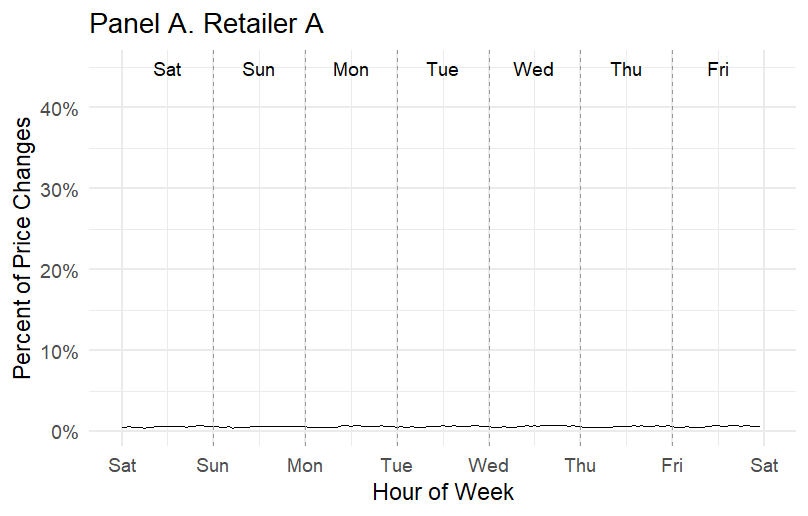 Panel A. Retailer A
Sat Sun Mon Tue Wed Thu Fri
40%
30%
20%
10%
0%
Percent of Price Changes
Sat Sun Mon Tue Wed Thu Fri Sat
Hour of Week